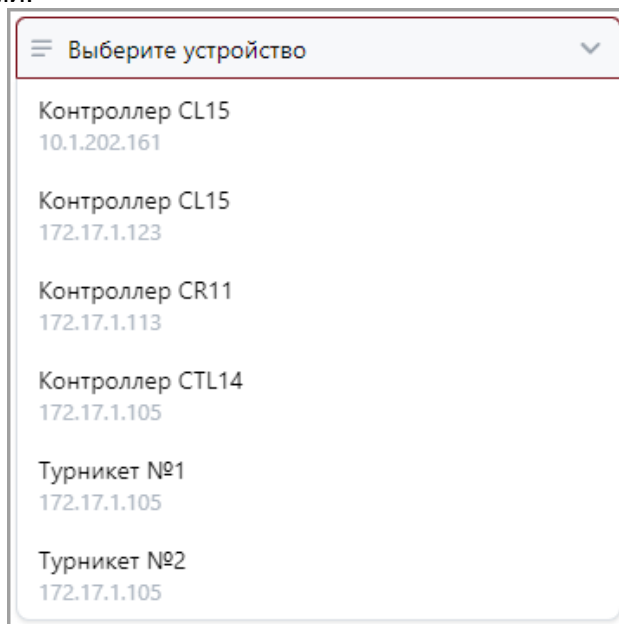 Выберите устройство
Контроллер CL15
10.1.202.161
Контроллер CL15
172.17.1.123
Контроллер CR11
172.17.1.113
Контроллер CTL14
172.17.1.105
Турникет №1
172.17.1.105
Турникет №2
172.17.1.105